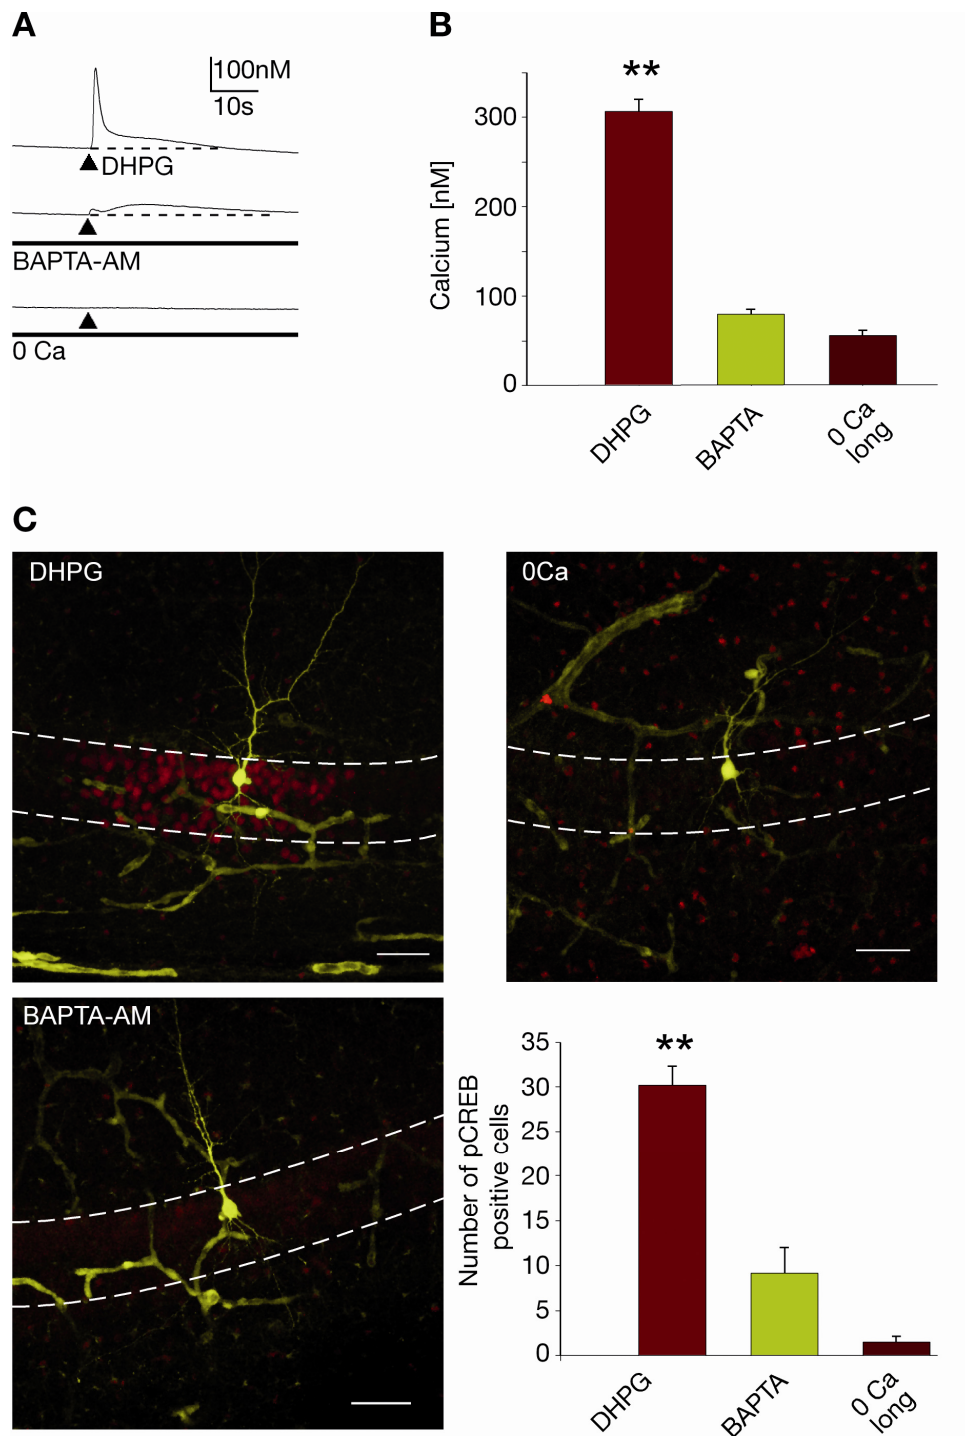 A
100nM
10s
DHPG
BAPTA-AM
0 Ca
B
**
Calcium [nM]
300
200
100
0
DHPG
BAPTA
0 Ca
long
C
DHPG
0Ca
BAPTA-AM
**
Number of pCREB
positive cells
35
30
25
20
15
10
5
0
DHPG
BAPTA
0 Ca
long